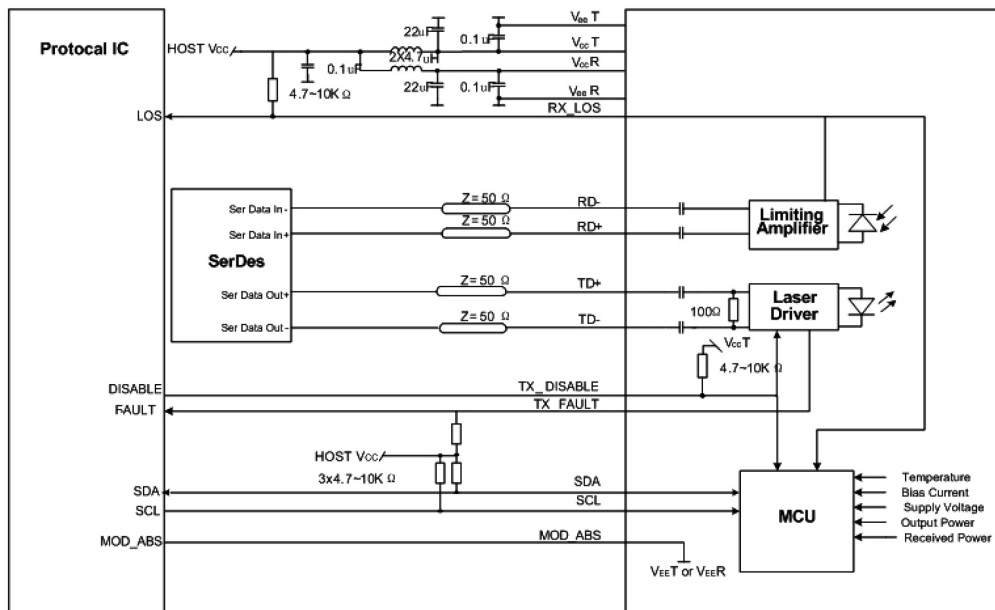 Protocal IC
HOST Vcc
4.7~10K Ω
0.1uF
22uF
2X4.7uH
22uF
0.1uF
0.1uF
Vee T
Vcc T
Vcc R
Vee R
RX_LOS
LOS
Ser Data In-
Ser Data In+
SerDes
Ser Data Out+
Ser Data Out-
Z= 50 Ω
Z= 50 Ω
Z=50 Ω
Z= 50 Ω
RD-
RD+
TD+
TD-
Limiting
Amplifier
100Ω
Laser
Driver
VccT
4.7~10K Ω
DISABLE
TX_DISABLE
FAULT
TX_FAULT
HOST Vcc
3x4.7~10K Ω
SDA
SDA
SCL
SCL
MCU
Temperature
Bias Current
Supply Voltage
Output Power
Received Power
MOD_ABS
MOD_ABS
VEET or VEER